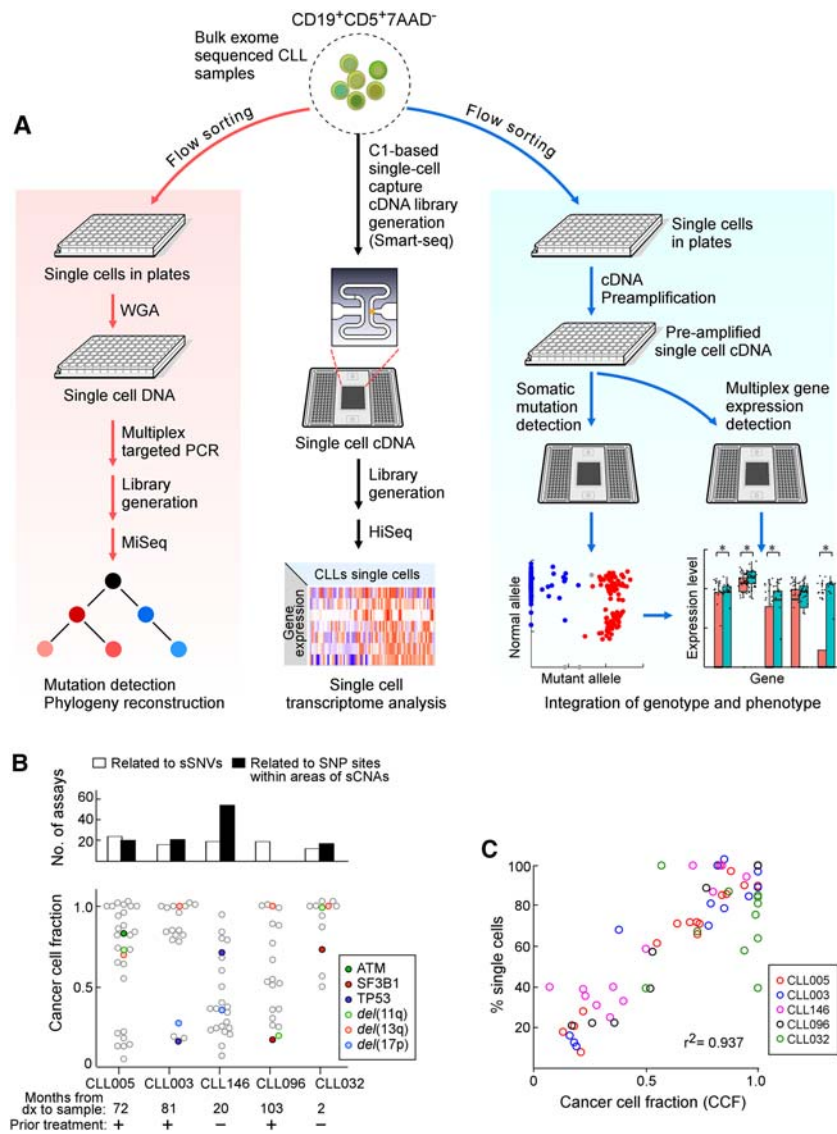 CD19+CD5+7AAD-
Bulk exome
sequenced CLL
samples
A
Flow sorting
Flow sorting
C1-based
single-cell
capture
cDNA library
generation
(Smart-seq)
Single cells in plates
WGA
Single cell DNA
Multiplex
targeted PCR
Library
generation
MiSeq
Mutation detection
Phylogeny reconstruction
Single cell cDNA
Library
generation
HiSeq
CLLs single cells
Gene
expression
Single cell
transcriptome analysis
Single cells
in plates
cDNA
Preamplification
Pre-amplified
single cell cDNA
Somatic
mutation
detection
Multiplex gene
expression
detection
Normal allele
Mutant allele
Expression level
* * * *
Gene
Integration of genotype and phenotype
B
Related to sSNVs
Related to SNP sites
within areas of sCNAs
No. of assays
60
40
20
Cancer cell fraction
1.0
0.5
0
ATM
SF3B1
TP53
del(11q)
del(13q)
del(17p)
CLL005 CLL003 CLL146 CLL096 CLL032
Months from
dx to sample: 72 81 20 103 2
Prior treatment: + + − + −
C
% single cells
100
80
60
40
20
0 0.5 1.0
Cancer cell fraction (CCF)
r2= 0.937
CLL005
CLL003
CLL146
CLL096
CLL032